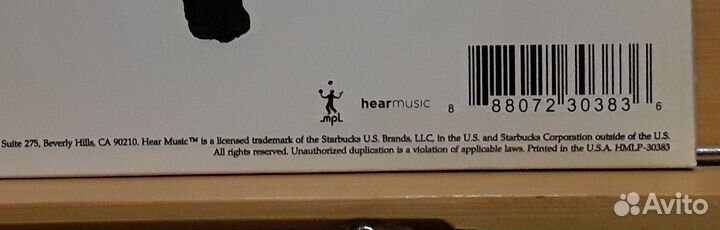 mpL
hearmusic
8 88072 30383 6
Suite 275, Beverly Hills, CA 90210. Hear Music™ is a licensed trademark of the Starbucks U.S. Brands, LLC, in the U.S. and Starbucks Corporation outside of the U.S.
All rights reserved. Unauthorized duplication is a violation of applicable laws. Printed in the U.S.A. HMLP-30383
Avito